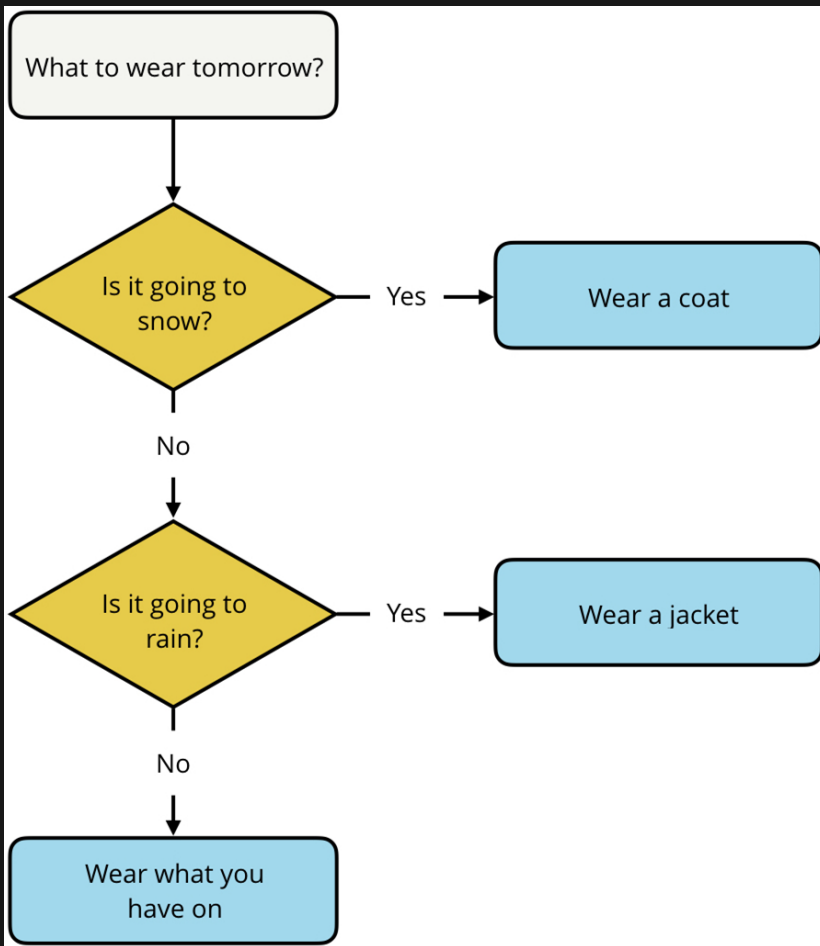 What to wear tomorrow?
Is it going to
snow?
Yes
Wear a coat
No
Is it going to
rain?
Yes
Wear a jacket
No
Wear what you
have on